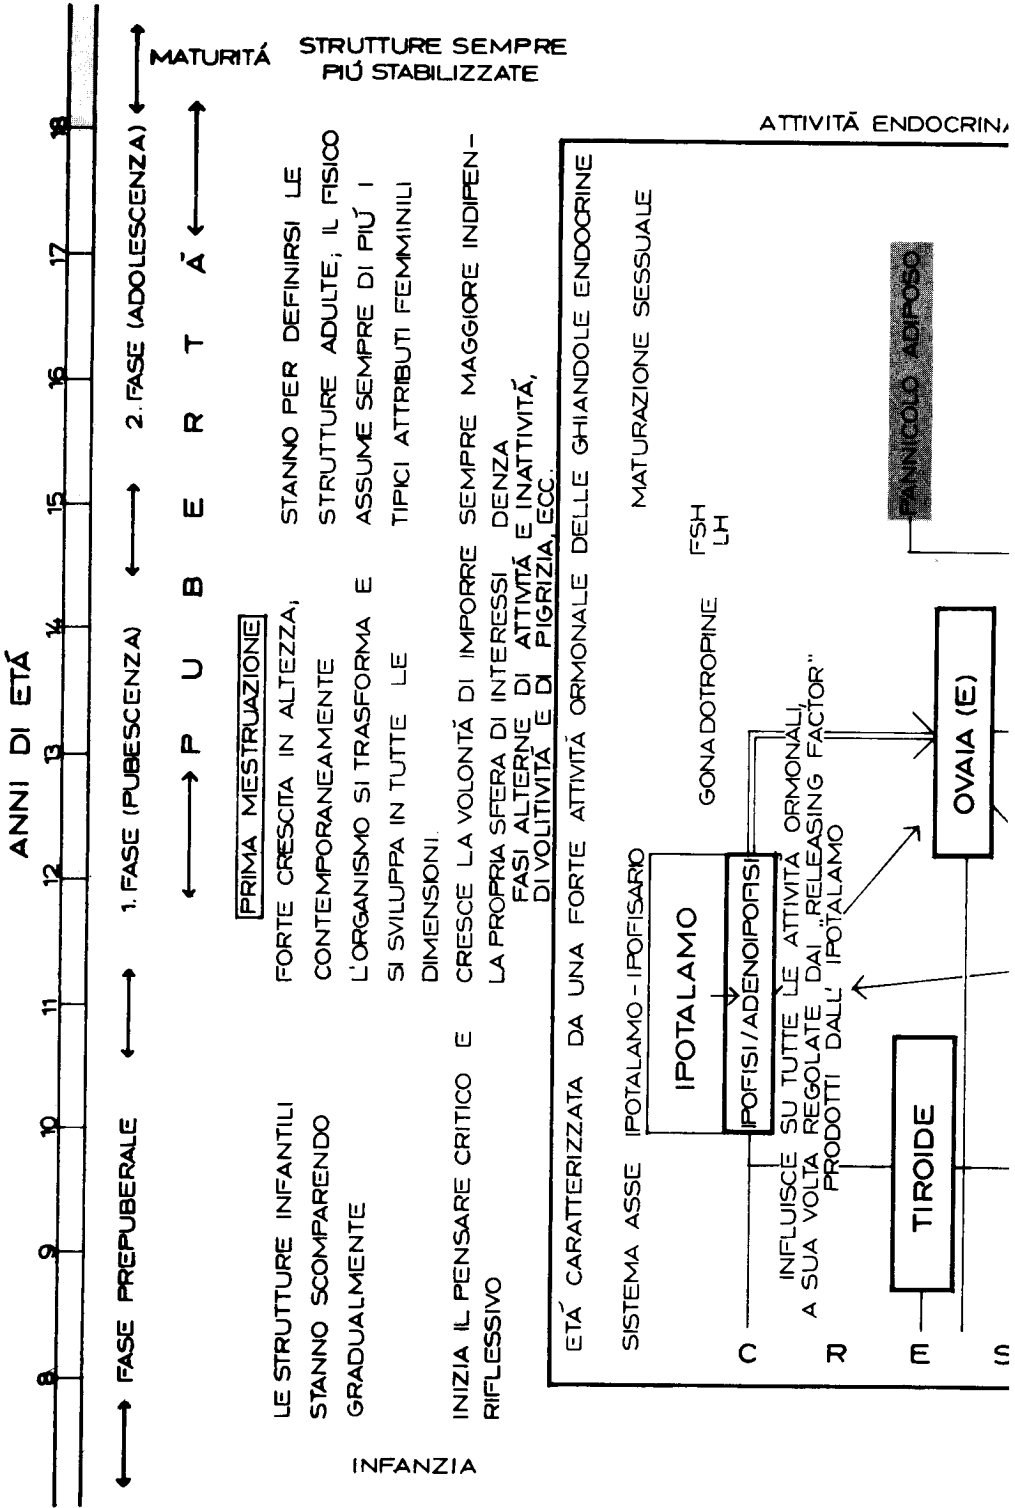 ANNI DI ETÁ
8 9 10 11 12 13 14 15 16 17 18
FASE PREPUBERALE
1. FASE (PUBESCENZA)
2. FASE (ADOLESCENZA)
MATURITÁ
P U B E R T Ā
STRUTTURE SEMPRE
PIÚ STABILIZZATE
INFANZIA
LE STRUTTURE INFANTILI
STANNO SCOMPARENDO
GRADUALMENTE
INIZIA IL PENSARE CRITICO E
RIFLESSIVO
PRIMA MESTRUAZIONE
FORTE CRESCITA IN ALTEZZA,
CONTEMPORANEAMENTE
L'ORGANISMO SI TRASFORMA E
SI SVILUPPA IN TUTTE LE
DIMENSIONI.
CRESCE LA VOLONTÁ DI IMPORRE
LA PROPRIA SFERA DI INTERESSI
STANNO PER DEFINIRSI LE
STRUTTURE ADULTE; IL FISICO
ASSUME SEMPRE DI PIÚ I
TIPICI ATTRIBUTI FEMMINILI
SEMPRE MAGGIORE INDIPEN-
DENZA
FASI ALTERNE DI ATTIVITÁ E INATTIVITÁ,
DI VOLITIVITÁ E DI PIGRIZIA, ECC.
ATTIVITĀ ENDOCRINA
ETÁ CARATTERIZZATA DA UNA FORTE ATTIVITÁ ORMONALE DELLE GHIANDOLE ENDOCRINE
SISTEMA ASSE IPOTALAMO-IPOFISARIO
MATURAZIONE SESSUALE
IPOTALAMO
IPOFISI/ADENOIPOFISI
GONADOTROPINE
FSH
LH
INFLUISCE SU TUTTE LE ATTIVITA ORMONALI,
A SUA VOLTA REGOLATE DAI "RELEASING FACTOR"
PRODOTTI DALL' IPOTALAMO
TIROIDE
OVAIA (E)
PANNICOLO ADIPOSO
C R E S